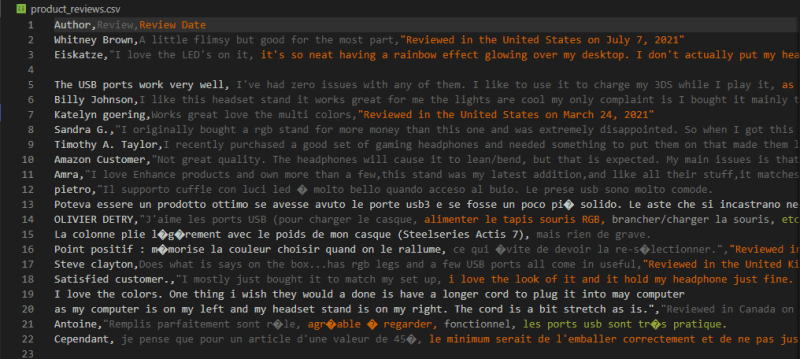 product_reviews.csv
1 Author,Review,Review Date
2 Whitney Brown,A little flimsy but good for the most part,"Reviewed in the United States on July 7, 2021"
3 Eiskatze,"I love the LED's on it, it's so neat having a rainbow effect glowing over my desktop. I don't actually put my hea
4
5 The USB ports work very well, I've had zero issues with any of them. I like to use it to charge my 3DS while I play it, as
6 Billy Johnson,I like this headset stand it works great for me the lights are cool my only complaint is I bought it mainly t
7 Katelyn goering,Works great love the multi colors,"Reviewed in the United States on March 24, 2021"
8 Sandra G.,"I originally bought a rgb stand for more money than this one and was extremely disappointed. So when I got this
9 Timothy A. Taylor,I recently purchased a good set of gaming headphones and needed something to put them on that made them l
10 Amazon Customer,"Not great quality. The headphones will cause it to lean/bend, but that is expected. My main issues is that
11 Amra,"I love Enhance products and own more than a few,this stand was my latest addition,and like all their stuff,it matches
12 pietro,"Il supporto cuffie con luci led � molto bello quando acceso al buio. Le prese usb sono molto comode.
13 Poteva essere un prodotto ottimo se avesse avuto le porte usb3 e se fosse un poco pi� solido. Le aste che si incastrano ne
14 OLIVIER DETRY,"J'aime les ports USB (pour charger le casque, alimenter le tapis souris RGB, brancher/charger la souris, etc
15 La colonne plie l�g�rement avec le poids de mon casque (Steelseries Actis 7), mais rien de grave.
16 Point positif : m�morise la couleur choisir quand on le rallume, ce qui �vite de devoir la re-s�lectionner.","Reviewed in
17 Steve clayton,Does what is says on the box...has rgb legs and a few USB ports all come in useful,"Reviewed in the United Ki
18 Satisfied customer.,"I mostly just bought it to match my set up, i love the look of it and it hold my headphone just fine.
19 I love the colors. One thing i wish they would a done is have a longer cord to plug it into may computer
20 as my computer is on my left and my headset stand is on my right. The cord is a bit stretch as is.","Reviewed in Canada on
21 Antoine,"Remplis parfaitement sont r�le, agr�able � regarder, fonctionnel, les ports usb sont tr�s pratique.
22 Cependant, je pense que pour un article d'une valeur de 45�, le minimum serait de l'emballer correctement et de ne pas jus
23